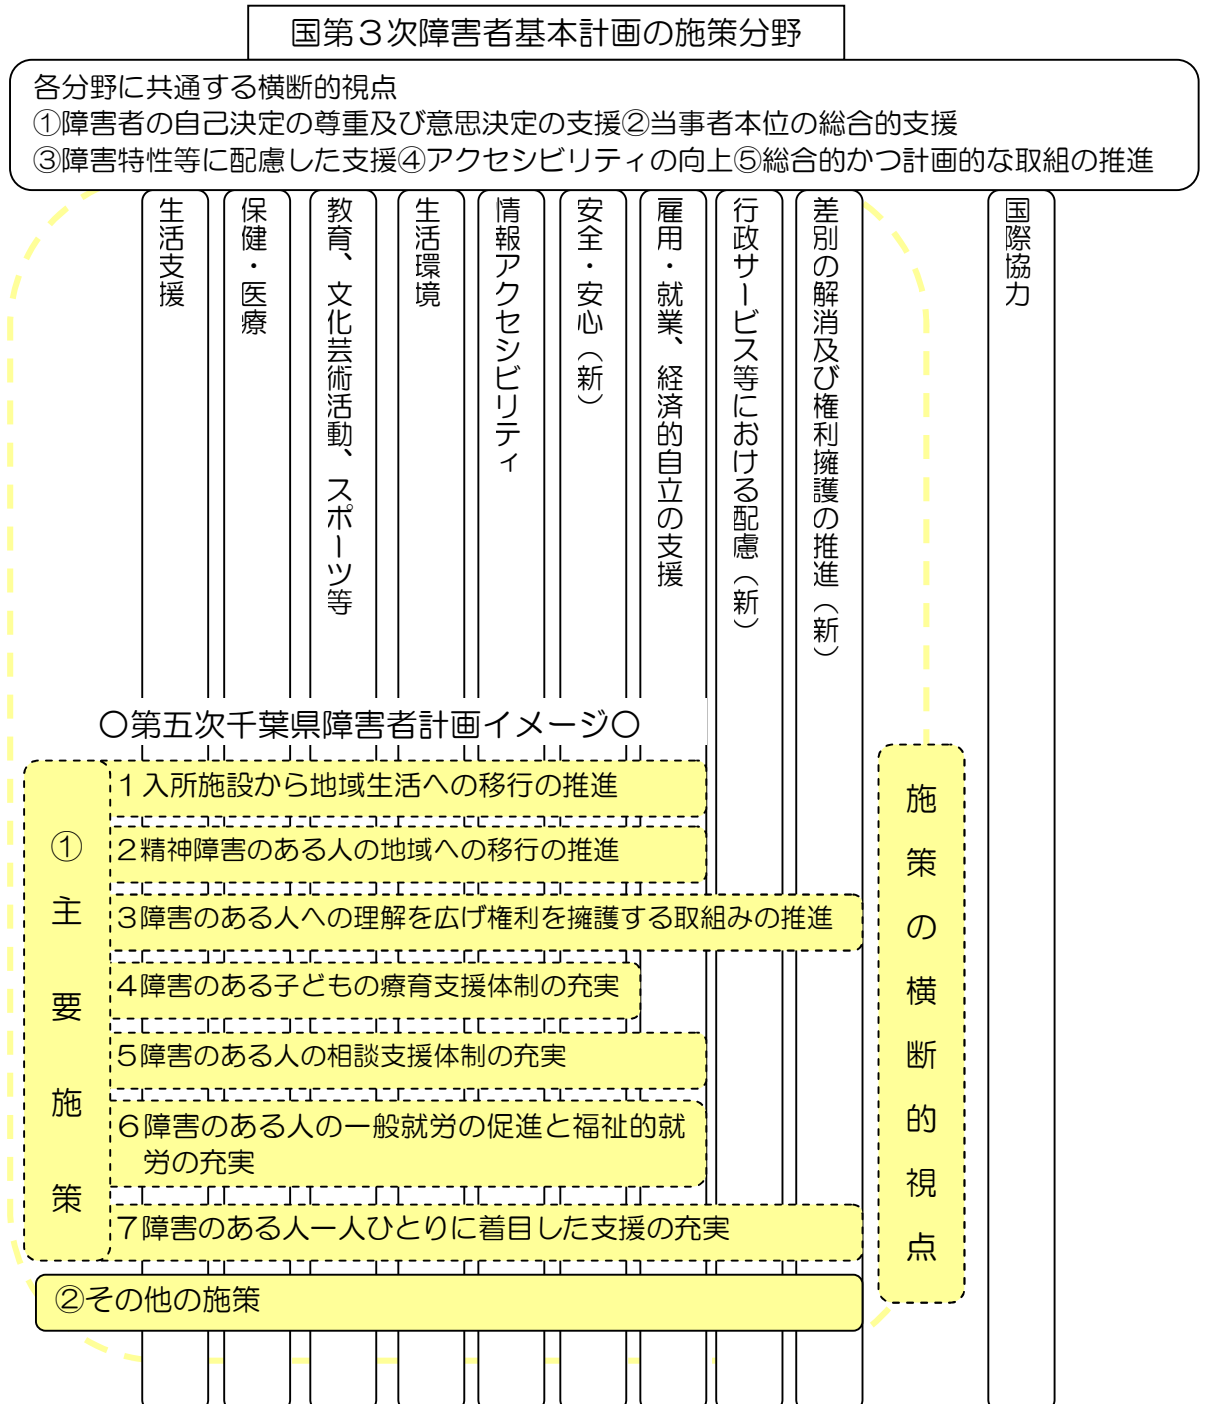 国第３次障害者基本計画の施策分野
各分野に共通する横断的視点
①障害者の自己決定の尊重及び意思決定の支援②当事者本位の総合的支援
③障害特性等に配慮した支援④アクセシビリティの向上⑤総合的かつ計画的な取組の推進
生活支援
保健・医療
教育、文化芸術活動、スポーツ等
生活環境
情報アクセシビリティ
安全・安心（新）
雇用・就業、経済的自立の支援
行政サービス等における配慮（新）
差別の解消及び権利擁護の推進（新）
国際協力
〇第五次千葉県障害者計画イメージ〇
①主要施策
１入所施設から地域生活への移行の推進
２精神障害のある人の地域への移行の推進
３障害のある人への理解を広げ権利を擁護する取組みの推進
４障害のある子どもの療育支援体制の充実
５障害のある人の相談支援体制の充実
６障害のある人の一般就労の促進と福祉的就
労の充実
７障害のある人一人ひとりに着目した支援の充実
②その他の施策
施策の横断的視点